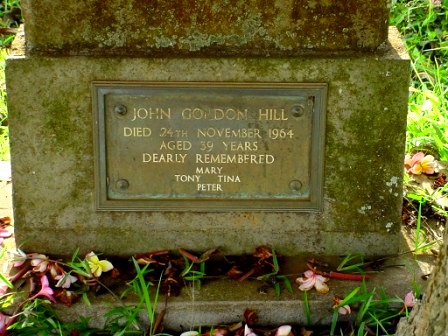 JOHN GORDON HILL
DIED 24TH NOVEMBER 1964
AGED 39 YEARS
DEARLY REMEMBERED
MARY
TONY TINA
PETER